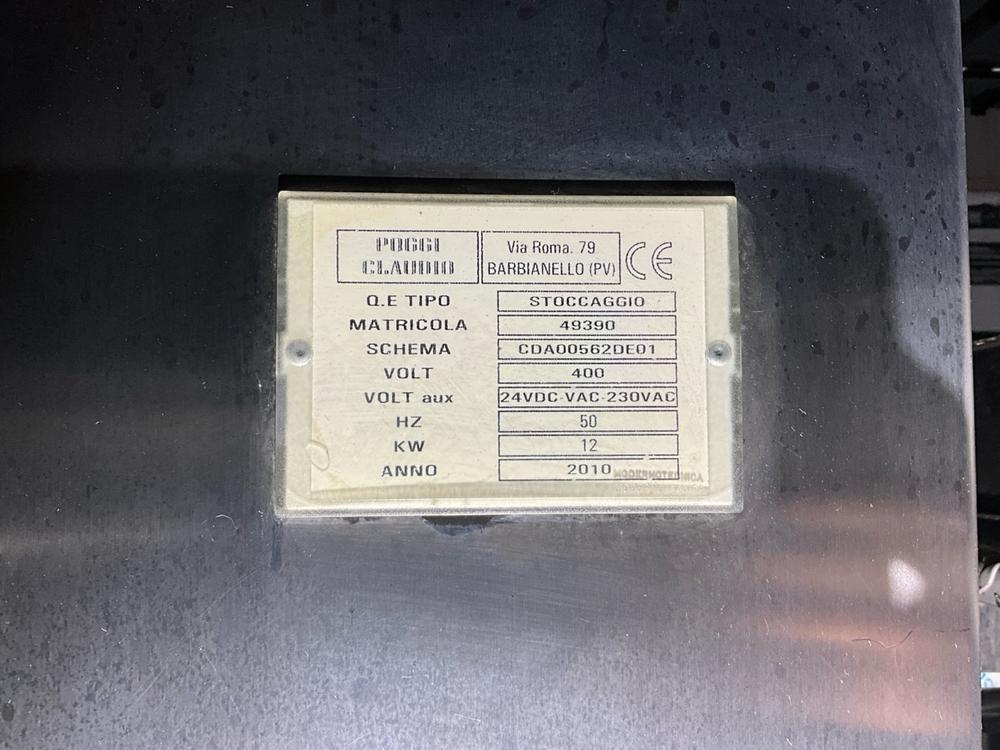 POGGI
CLAUDIO
Via Roma. 79
BARBIANELLO (PV)
CE
Q.E TIPO STOCCAGGIO
MATRICOLA 49390
SCHEMA CDA00562DE01
VOLT 400
VOLT aux 24VDC-VAC-230VAC
HZ 50
KW 12
ANNO 2010
MODERNOTECNICA